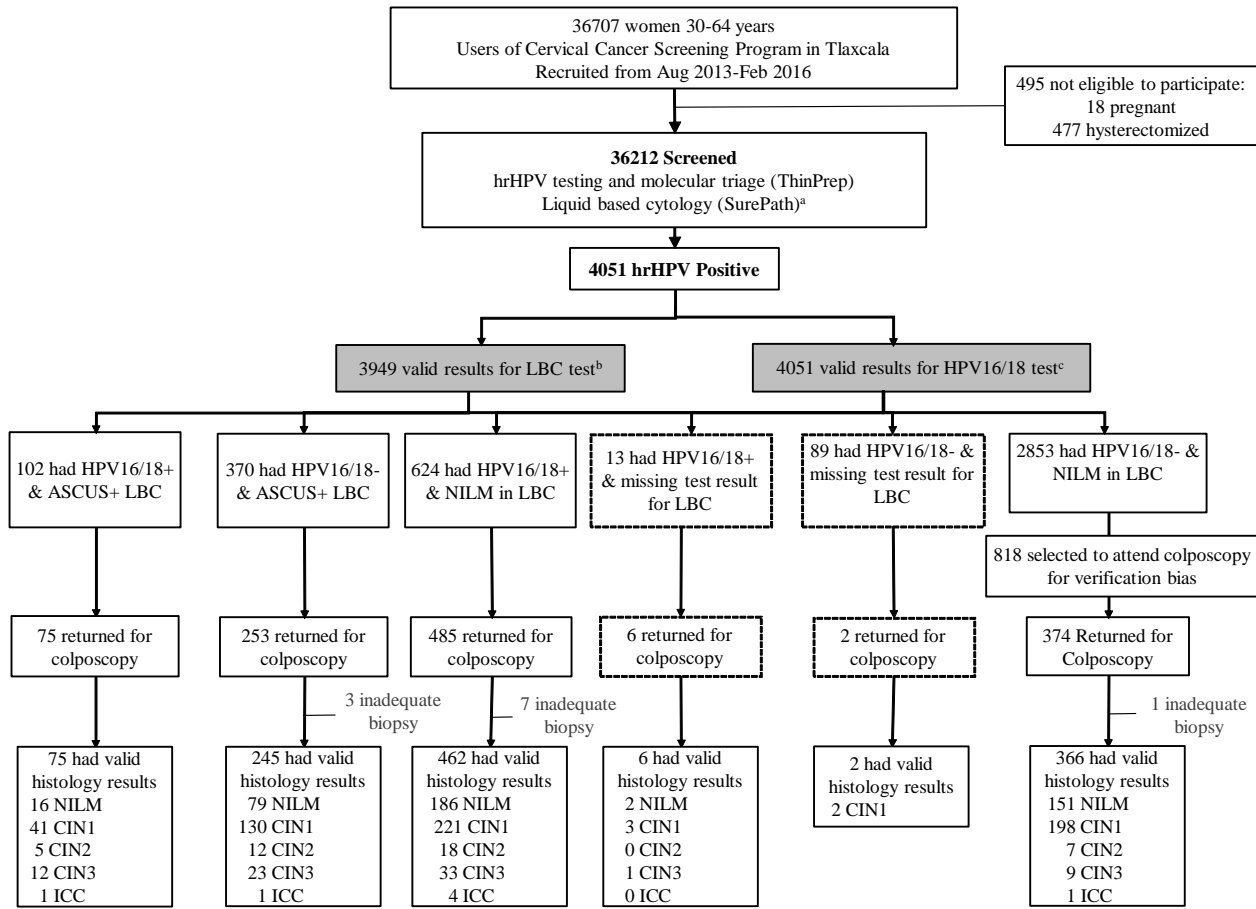 36707 women 30-64 years
Users of Cervical Cancer Screening Program in Tlaxcala
Recruited from Aug 2013-Feb 2016
495 not eligible to participate:
18 pregnant
477 hysterectomized
36212 Screened
hrHPV testing and molecular triage (ThinPrep)
Liquid based cytology (SurePath)a
4051 hrHPV Positive
3949 valid results for LBC testb
4051 valid results for HPV16/18 testc
102 had HPV16/18+
& ASCUS+ LBC
370 had HPV16/18-
& ASCUS+ LBC
624 had HPV16/18+
& NILM in LBC
13 had HPV16/18+
& missing test result
for LBC
89 had HPV16/18- &
missing test result for
LBC
2853 had HPV16/18- &
NILM in LBC
818 selected to attend colposcopy
for verification bias
75 returned for
colposcopy
253 returned for
colposcopy
485 returned for
colposcopy
6 returned for
colposcopy
2 returned for
colposcopy
374 Returned for
Colposcopy
3 inadequate
biopsy
7 inadequate
biopsy
1 inadequate
biopsy
75 had valid
histology results
16 NILM
41 CIN1
5 CIN2
12 CIN3
1 ICC
245 had valid
histology results
79 NILM
130 CIN1
12 CIN2
23 CIN3
1 ICC
462 had valid
histology results
186 NILM
221 CIN1
18 CIN2
33 CIN3
4 ICC
6 had valid
histology results
2 NILM
3 CIN1
0 CIN2
1 CIN3
0 ICC
2 had valid
histology results
2 CIN1
366 had valid
histology results
151 NILM
198 CIN1
7 CIN2
9 CIN3
1 ICC